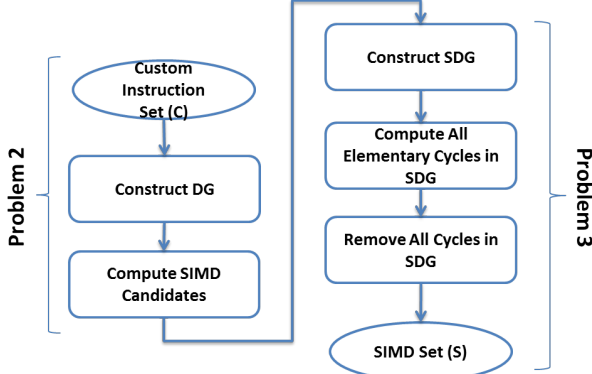 Problem 2
Custom
Instruction
Set (C)
Construct DG
Compute SIMD
Candidates
Construct SDG
Compute All
Elementary Cycles in
SDG
Remove All Cycles in
SDG
SIMD Set (S)
Problem 3